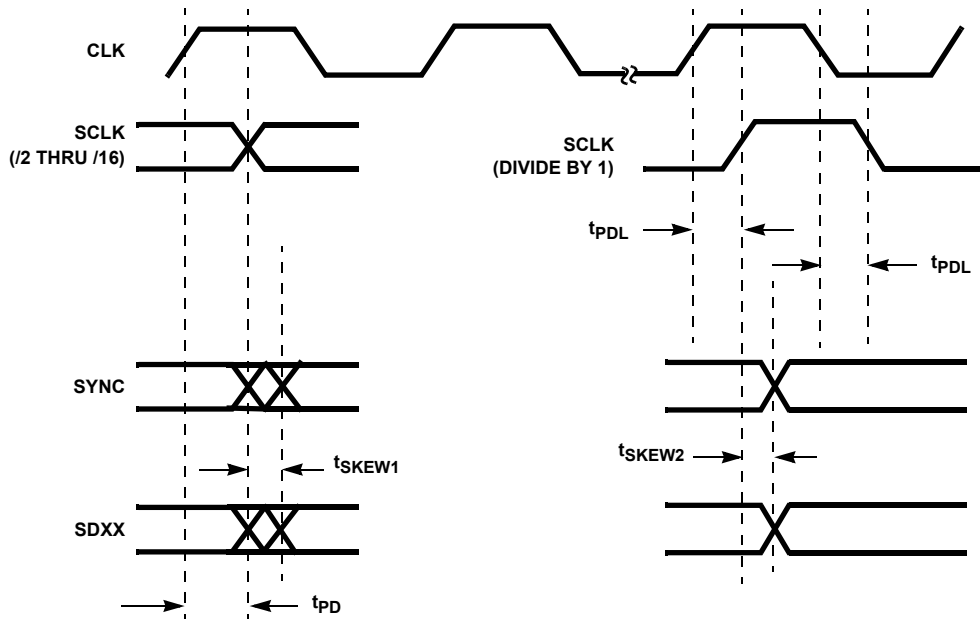 CLK
SCLK
(/2 THRU /16)
SCLK
(DIVIDE BY 1)
tPDL
tPDL
SYNC
tSKEW1
tSKEW2
SDXX
tPD